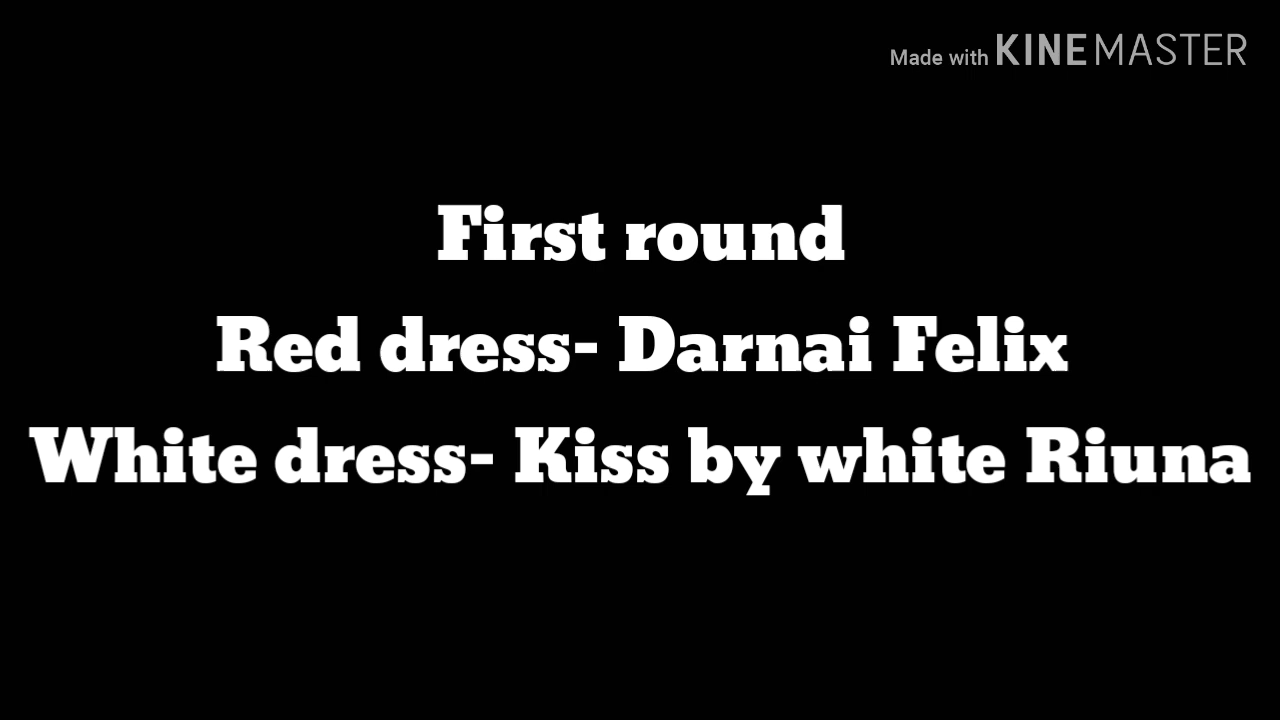 Made with KINEMASTER
First round
Red dress- Darnai Felix
White dress- Kiss by white Riuna